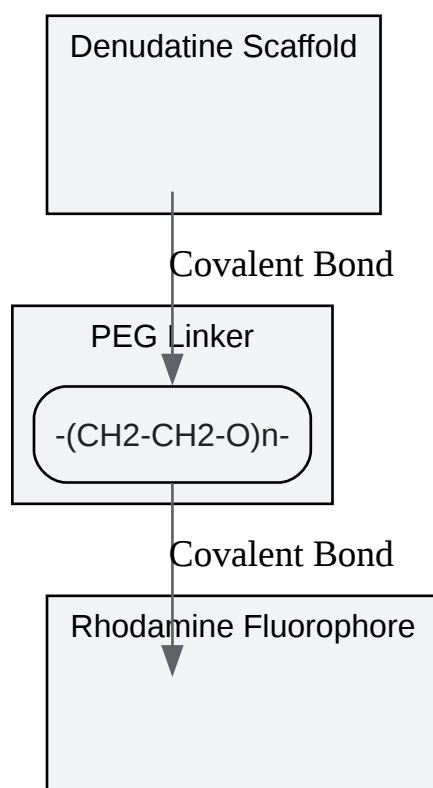 Denudatine Scaffold
Covalent Bond
PEG Linker
-(CH2-CH2-O)n-
Covalent Bond
Rhodamine Fluorophore